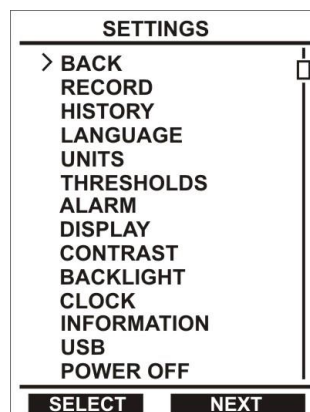 SETTINGS
> BACK
RECORD
HISTORY
LANGUAGE
UNITS
THRESHOLDS
ALARM
DISPLAY
CONTRAST
BACKLIGHT
CLOCK
INFORMATION
USB
POWER OFF
SELECT NEXT